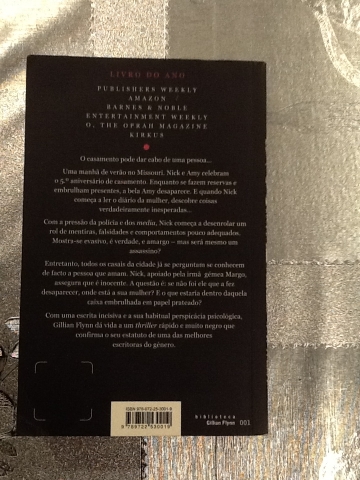 LIVRO DO ANO
PUBLISHERS WEEKLY
AMAZON
BARNES & NOBLE
ENTERTAINMENT WEEKLY
O, THE OPRAH MAGAZINE
KIRKUS
O casamento pode dar cabo de uma pessoa...
Uma manhã de verão no Missouri. Nick e Amy celebram
o 5.º aniversário de casamento. Enquanto se fazem reservas e
embrulham presentes, a bela Amy desaparece. E quando Nick
começa a ler o diário da mulher, descobre coisas
verdadeiramente inesperadas...
Com a pressão da polícia e dos media, Nick começa a desenrolar um
rol de mentiras, falsidades e comportamentos pouco adequados.
Mostra-se evasivo, é verdade, e amargo – mas será mesmo um
assassino?
Entretanto, todos os casais da cidade já se perguntam se conhecem
de facto a pessoa que amam. Nick, apoiado pela irmã gémea Margo,
assegura que é inocente. A questão é: se não foi ele que a fez
desaparecer, onde está a sua mulher? E o que estaria dentro daquela
caixa embrulhada em papel prateado?
Com uma escrita incisiva e a sua habitual perspicácia psicológica,
Gillian Flynn dá vida a um thriller rápido e muito negro que
confirma o seu estatuto de uma das melhores
escritoras do género.
biblioteca
Gillian Flynn 001